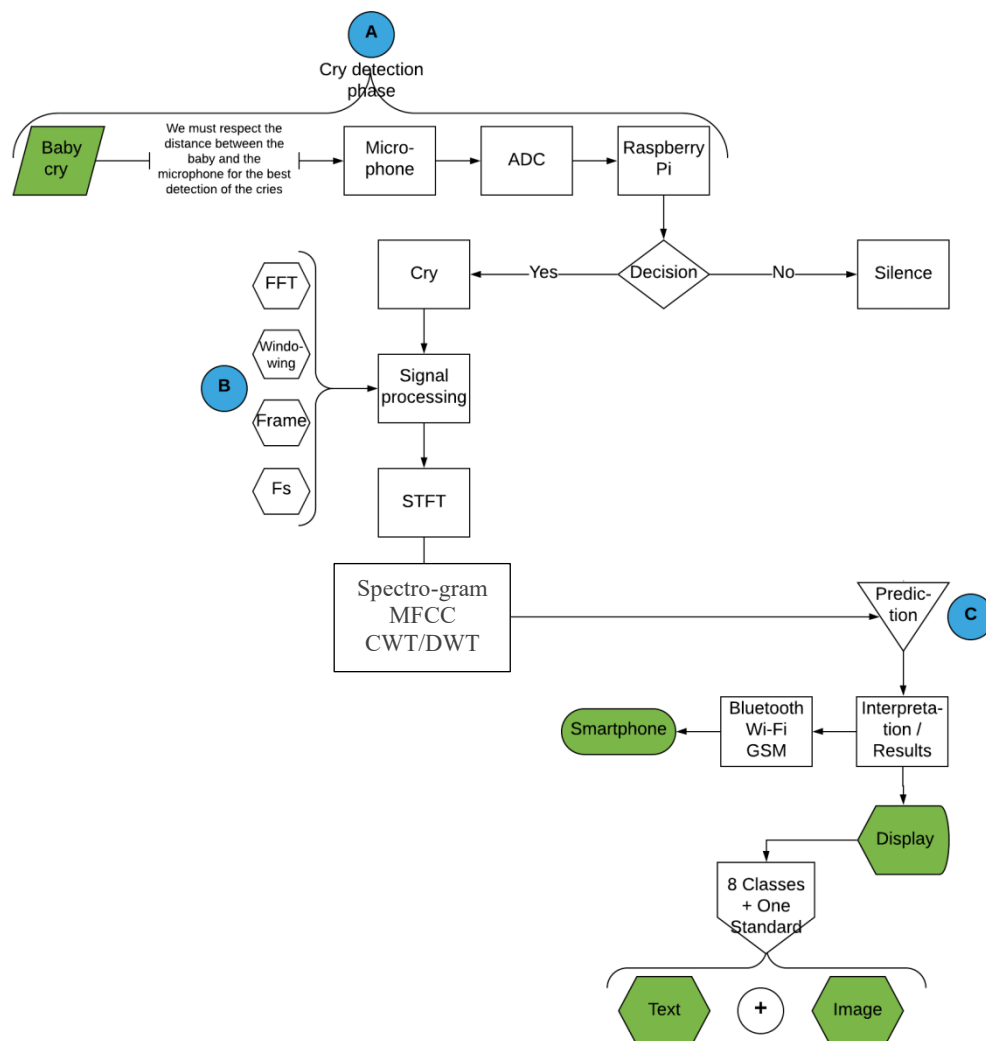 A
Cry detection
phase
Baby
cry
We must respect the
distance between the
baby and the
microphone for the best
detection of the cries
Micro-
phone
ADC
Raspberry
Pi
Cry
Yes
Decision
No
Silence
FFT
Windo-
wing
B
Frame
Fs
Signal
processing
STFT
Spectro-gram
MFCC
CWT/DWT
Predic-
tion
C
Smartphone
Bluetooth
Wi-Fi
GSM
Interpreta-
tion /
Results
Display
8 Classes
+ One
Standard
Text
+
Image